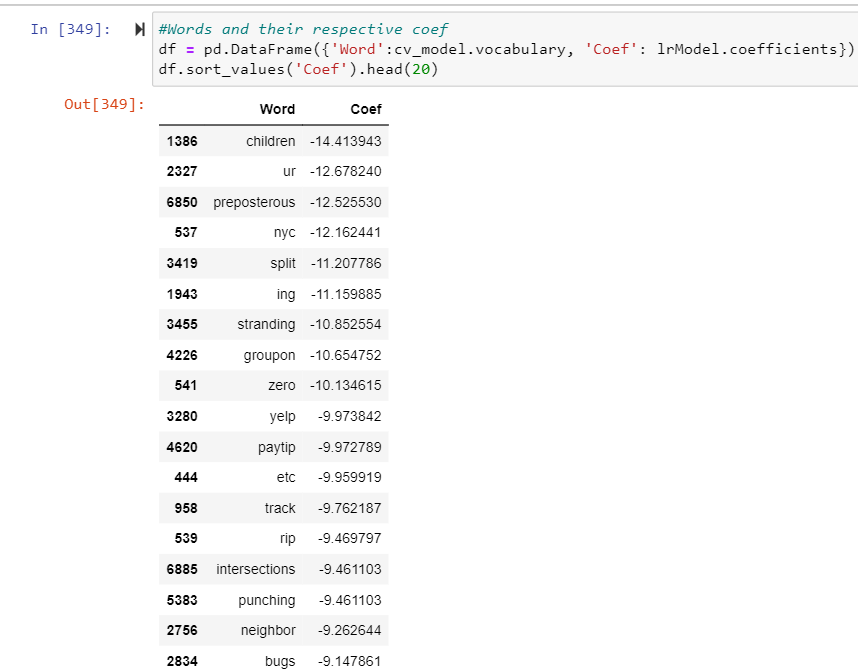 In [349]: #Words and their respective coef
df = pd.DataFrame({'Word':cv_model.vocabulary, 'Coef': lrModel.coefficients})
df.sort_values('Coef').head(20)
Out[349]:
Word Coef
1386 children -14.413943
2327 ur -12.678240
6850 preposterous -12.525530
537 nyc -12.162441
3419 split -11.207786
1943 ing -11.159885
3455 stranding -10.852554
4226 groupon -10.654752
541 zero -10.134615
3280 yelp -9.973842
4620 paytip -9.972789
444 etc -9.959919
958 track -9.762187
539 rip -9.469797
6885 intersections -9.461103
5383 punching -9.461103
2756 neighbor -9.262644
2834 bugs -9.147861